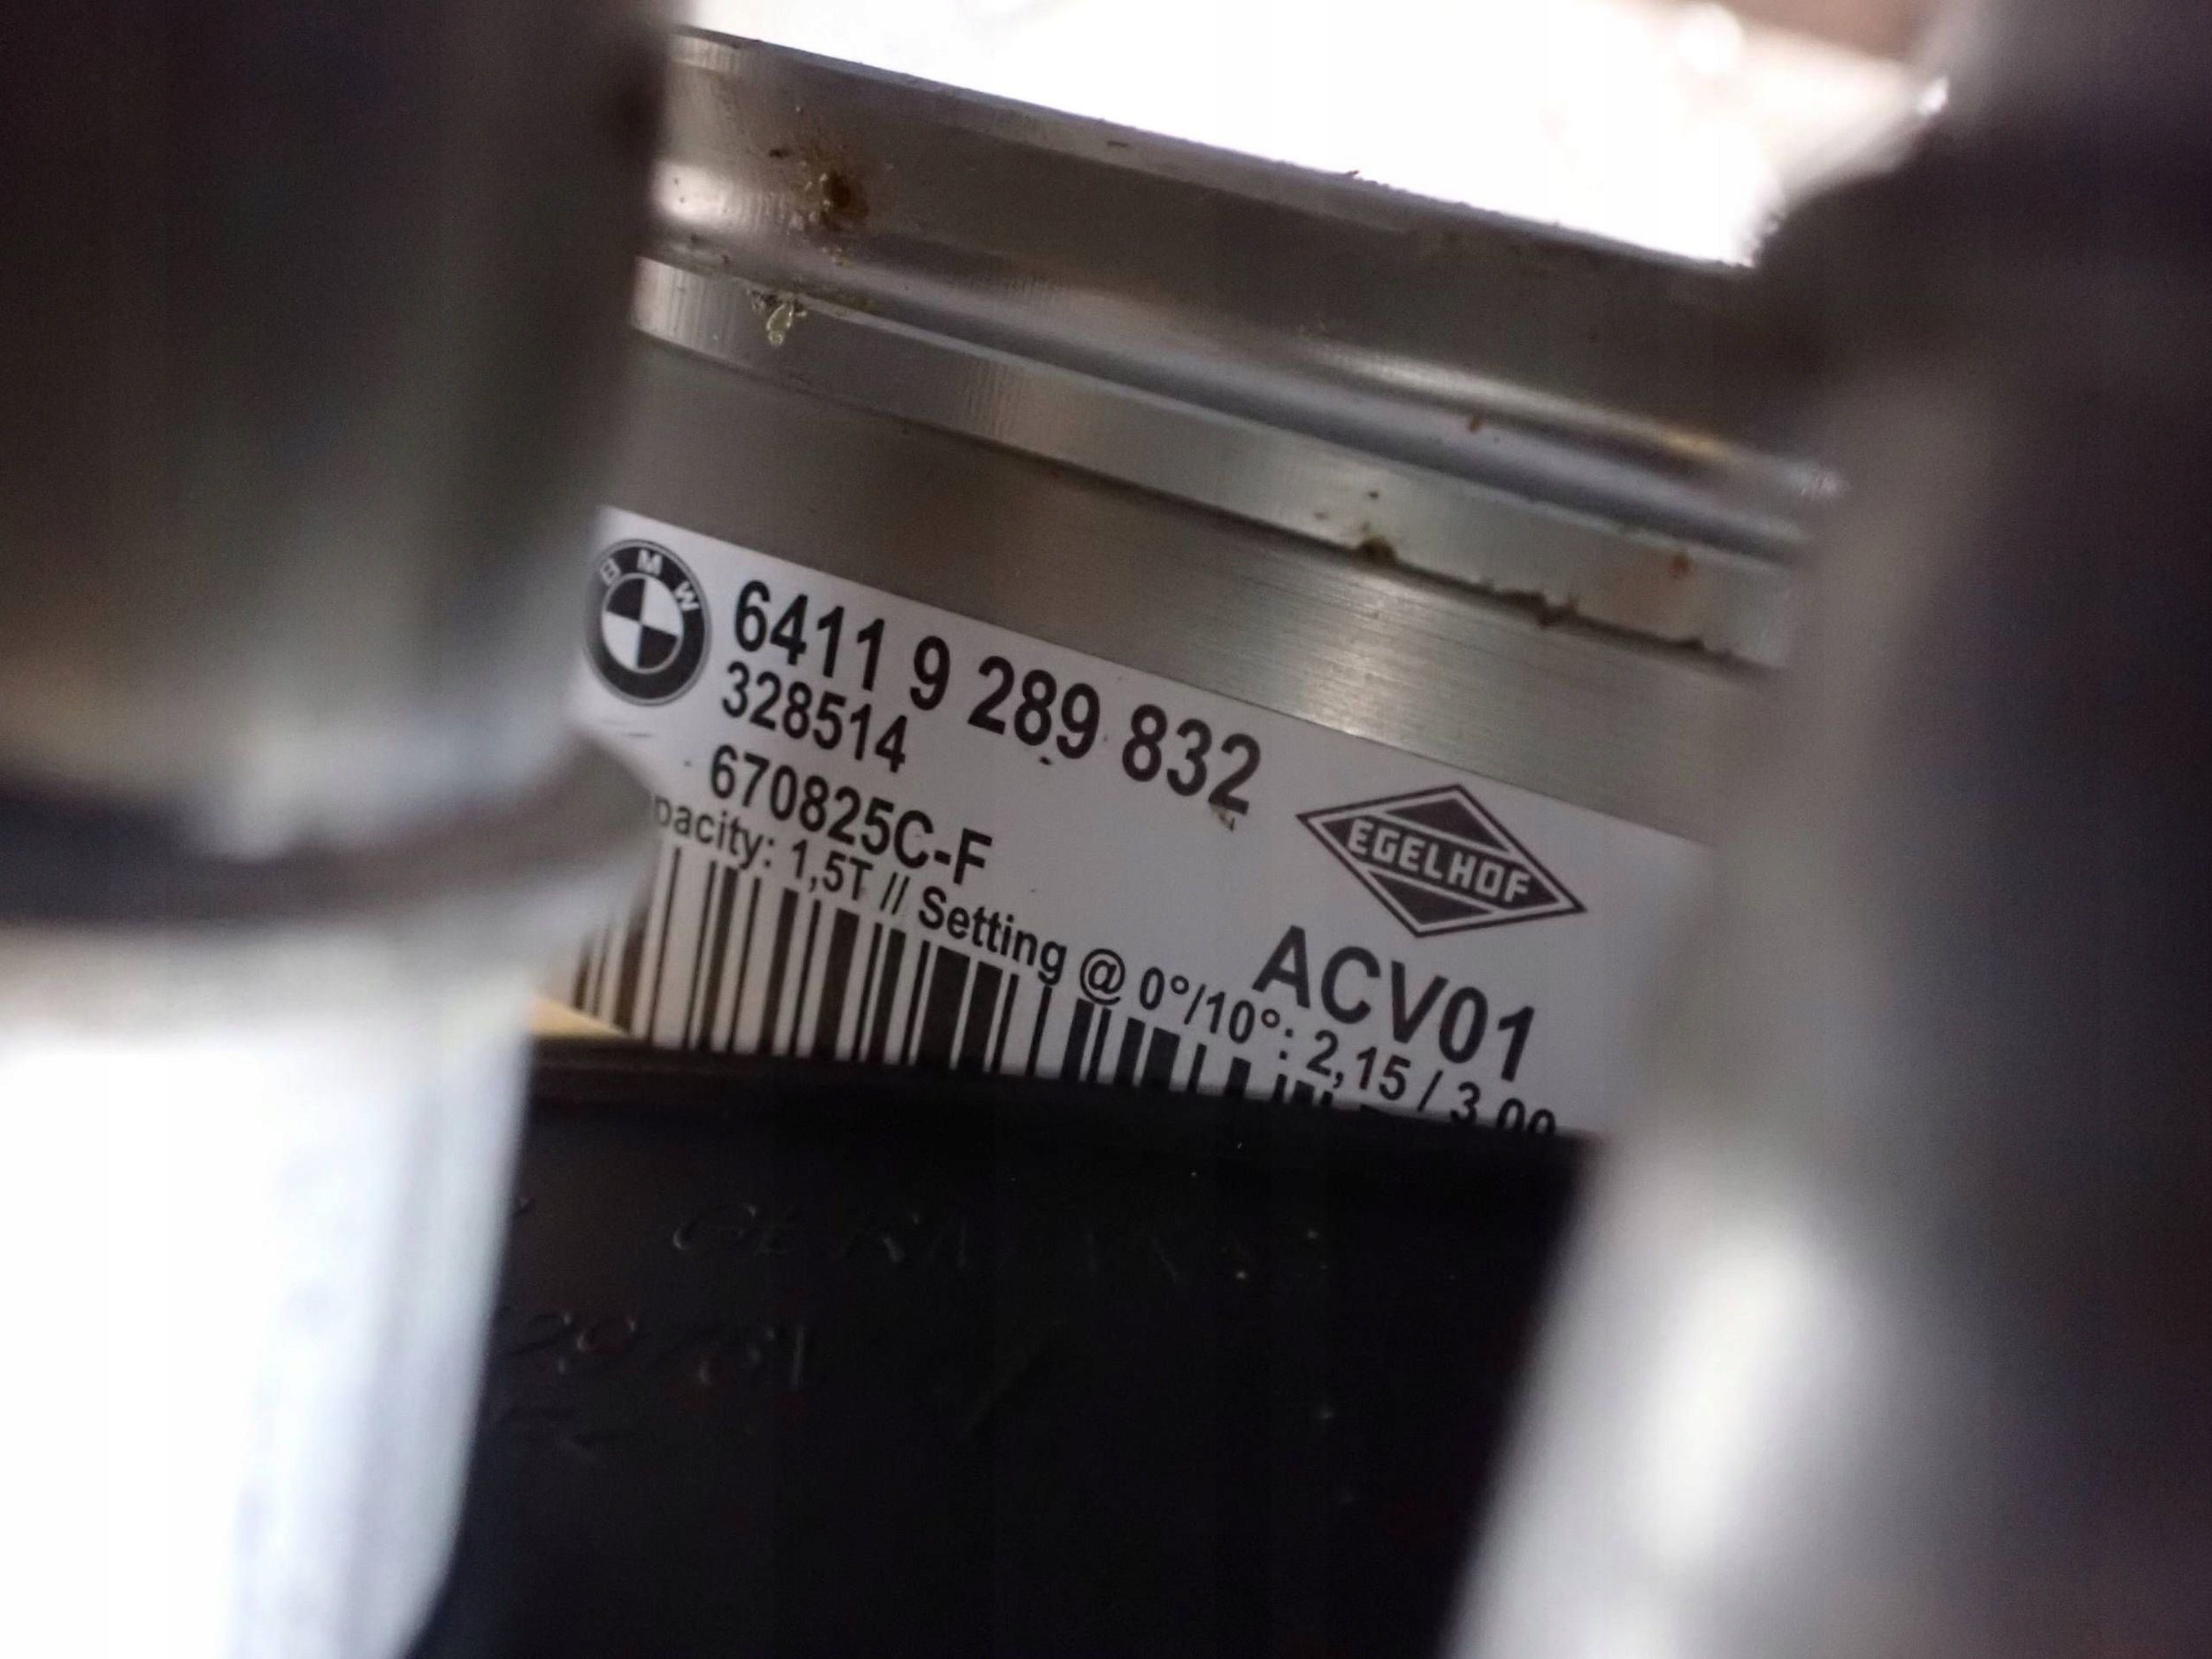 BMW
6411 9 289 832
328514
670825C-F
EGELHOF
ACV01
pacity: 1,5T // Setting @ 0°/10°: 2,15 / 3,00